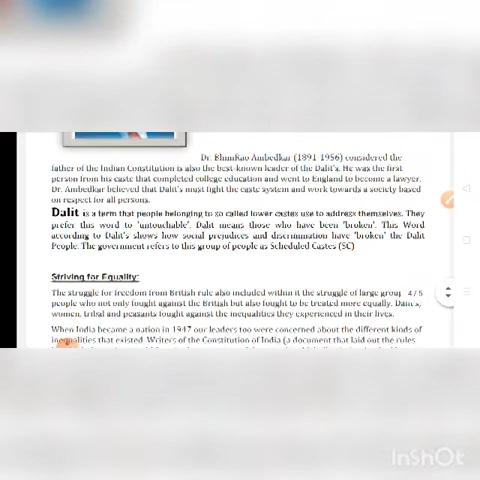 Dr. BhimRao Ambedkar (1891-1956) considered the
father of the Indian Constitution is also the best-known leader of the Dalit's. He was the first
person from his caste that completed college education and went to England to become a lawyer.
Dr. Ambedkar believed that Dalit's must fight the caste system and work towards a society based
on respect for all persons.
Dalit is a term that people belonging to so called lower castes use to address themselves. They
prefer this word to 'untouchable'. Dalit means those who have been 'broken'. This Word
according to Dalit's shows how social prejudices and discrimination have 'broken' the Dalit
People. The government refers to this group of people as Scheduled Castes (SC)
Striving for Equality:
The struggle for freedom from British rule also included within it the struggle of large group
4 / 5
people who not only fought against the British but also fought to be treated more equally. Dalit's,
women, tribal and peasants fought against the inequalities they experienced in their lives.
When India became a nation in 1947 our leaders too were concerned about the different kinds of
inequalities that existed. Writers of the Constitution of India (a document that laid out the rules
InShOt